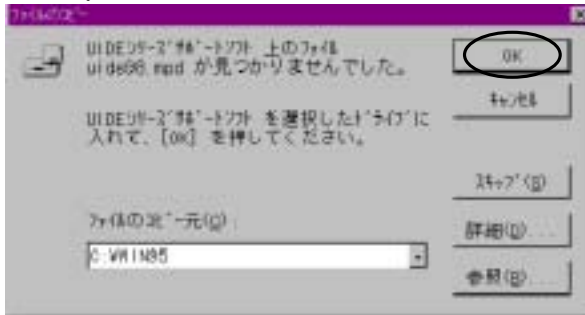 ファイルのコピー
UIDEシリーズサポートソフト 上のファイル
uide98.mpd が見つかりませんでした。
UIDEシリーズサポートソフト を選択したドライブに
入れて、[OK] を押してください。
ファイルのコピー元(C):
C:¥WIN95
OK
キャンセル
スキップ(S)
詳細(D)...
参照(B)...